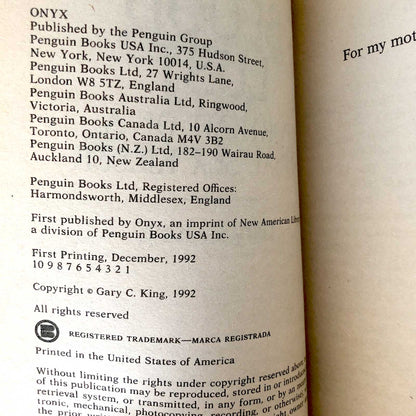 ONYX
Published by the Penguin Group
Penguin Books USA Inc., 375 Hudson Street,
New York, New York 10014, U.S.A.
Penguin Books Ltd, 27 Wrights Lane,
London W8 5TZ, England
Penguin Books Australia Ltd, Ringwood,
Victoria, Australia
Penguin Books Canada Ltd, 10 Alcorn Avenue,
Toronto, Ontario, Canada M4V 3B2
Penguin Books (N.Z.) Ltd, 182–190 Wairau Road,
Auckland 10, New Zealand
Penguin Books Ltd, Registered Offices:
Harmondsworth, Middlesex, England
First published by Onyx, an imprint of New American
a division of Penguin Books USA Inc.
First Printing, December, 1992
10 9 8 7 6 5 4 3 2 1
Copyright © Gary C. King, 1992
All rights reserved
REGISTERED TRADEMARK—MARCA REGISTRADA
Printed in the United States of America
Without limiting the rights under copyright reserved above,
of this publication may be reproduced, stored in or
retrieval system, or transmitted, in any form, or by an
tronic, mechanical, photocopying, recording, or otherwise,
the prior
For my